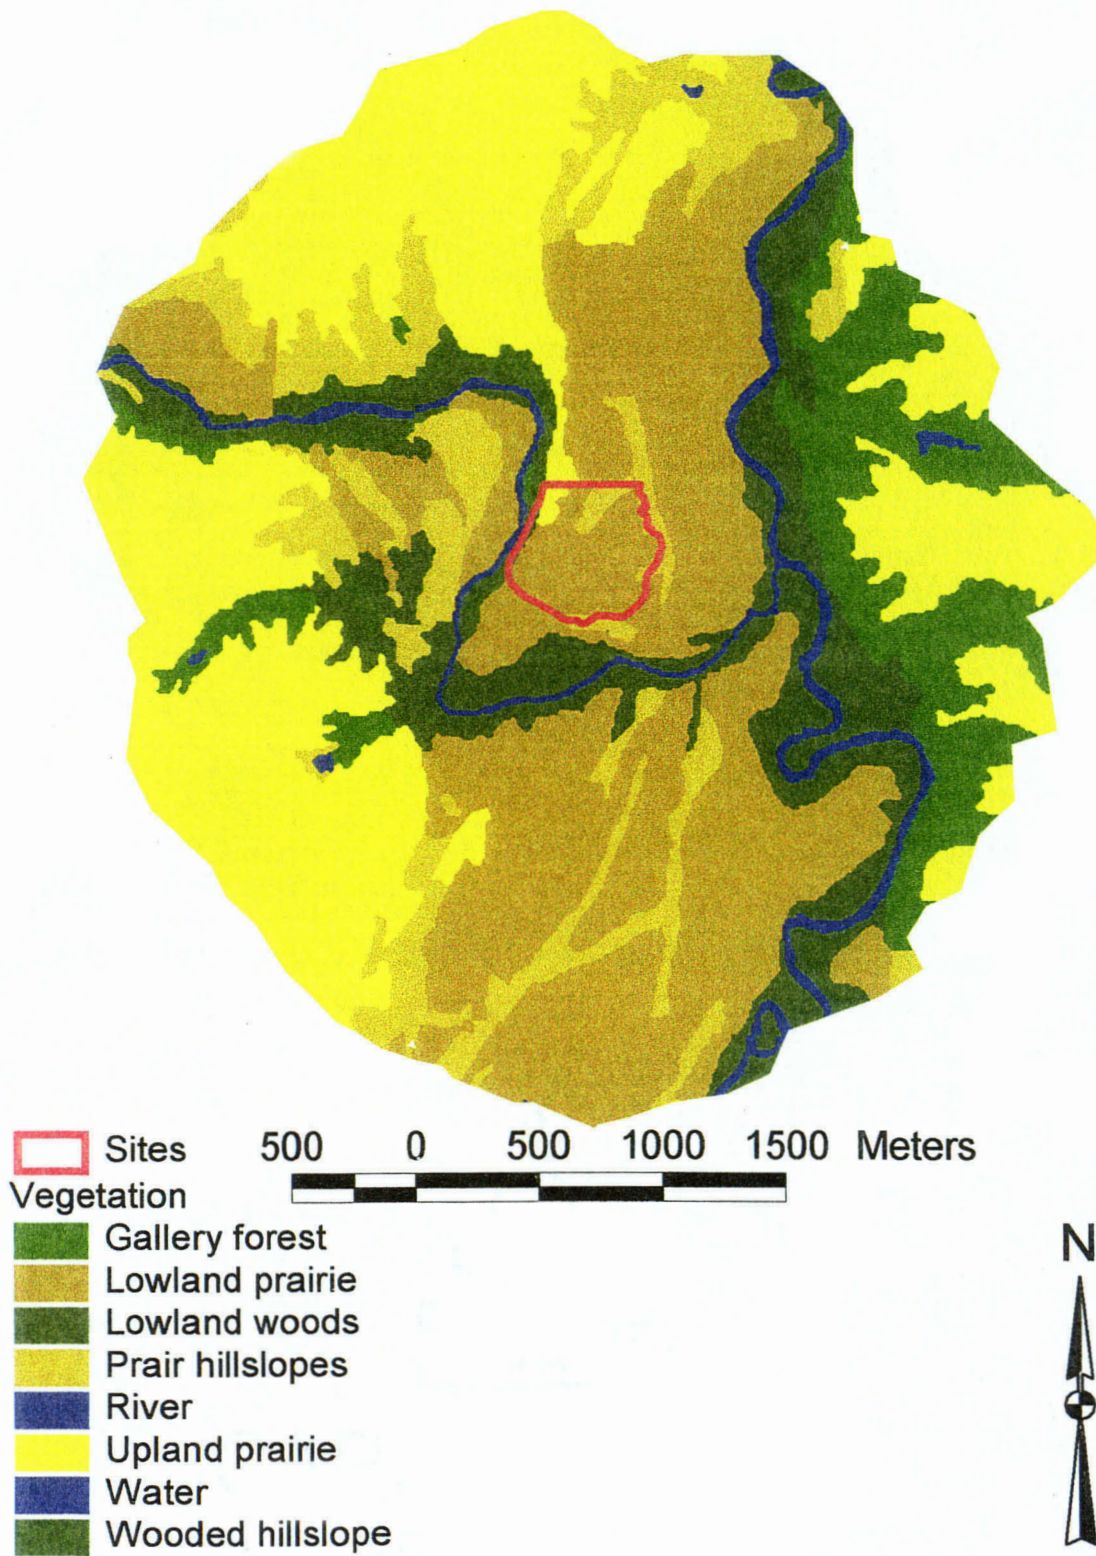 Sites 500 0 500 1000 1500 Meters
Vegetation
Gallery forest
Lowland prairie
Lowland woods
Prair hillslopes
River
Upland prairie
Water
Wooded hillslope
N